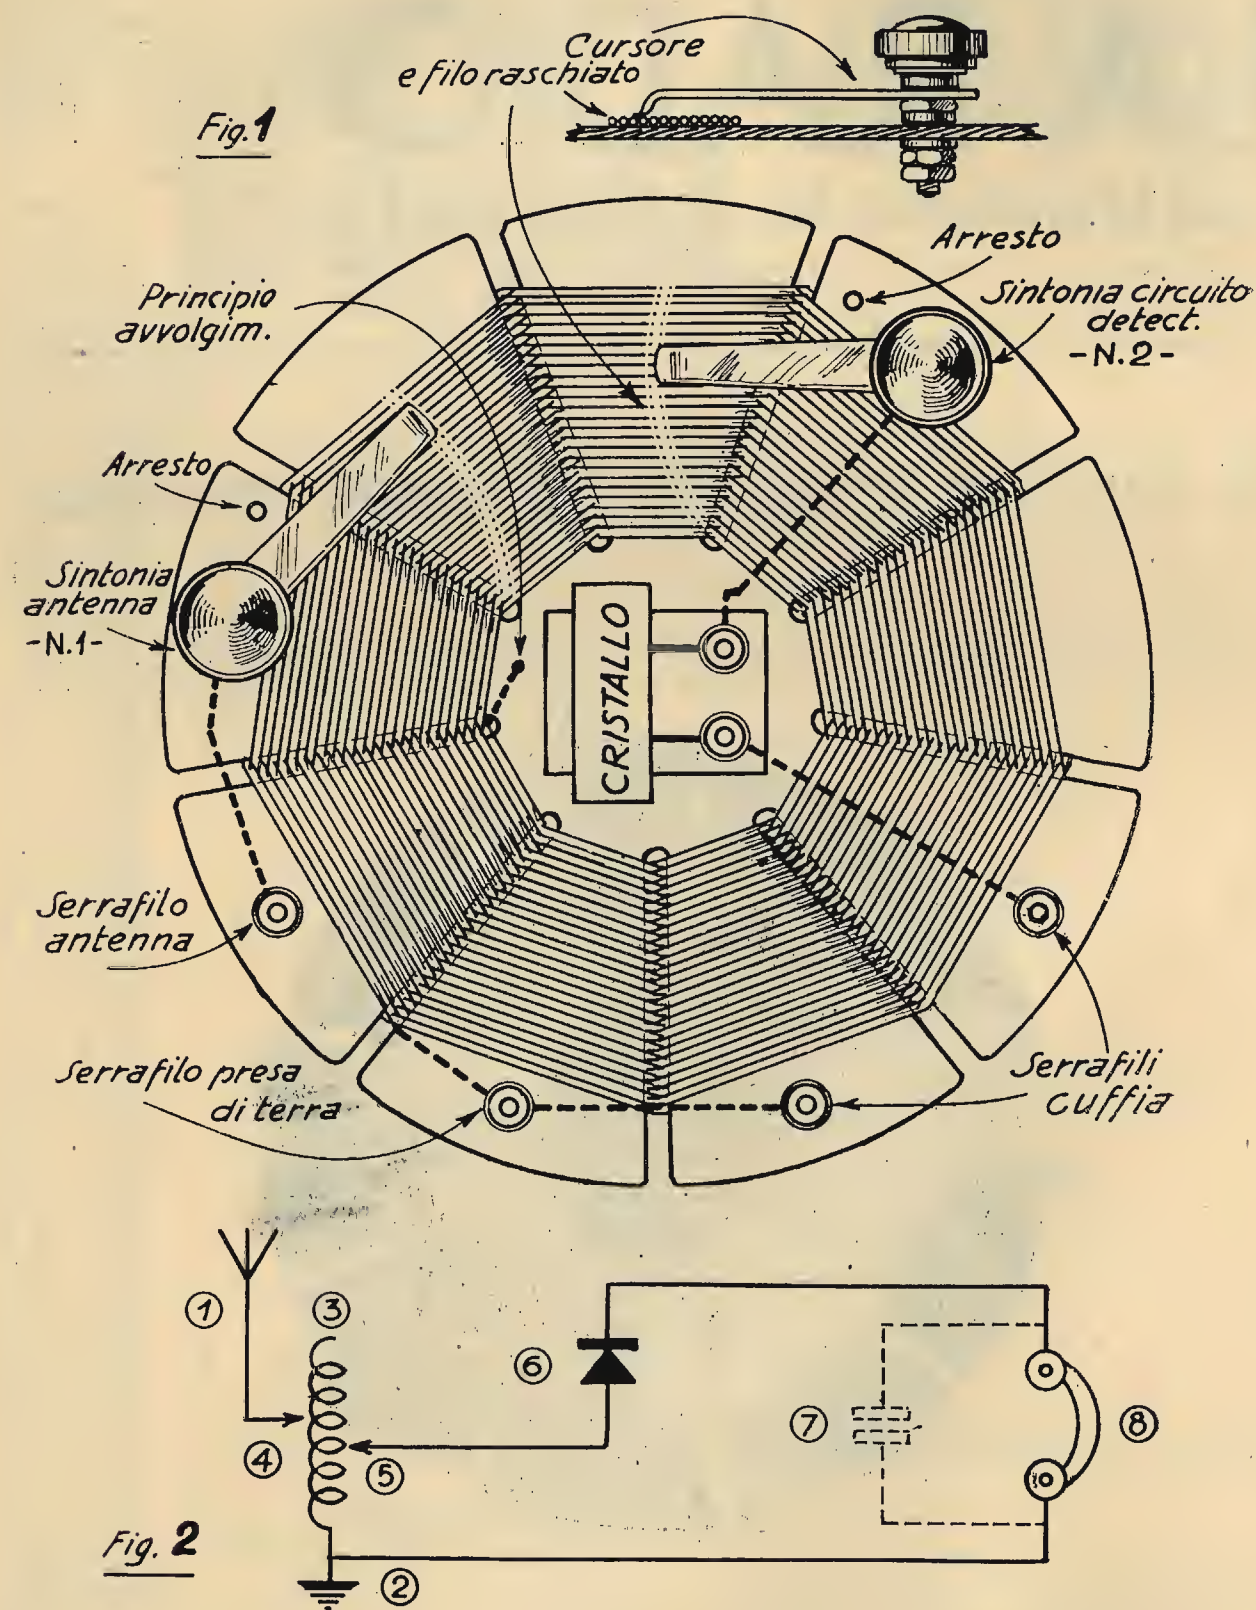 Cursore
e filo raschiato
Fig. 1
Arresto
Principio
avvolgim.
Sintonia circuito
detect.
-N.2-
Arresto
Sintonia
antenna
-N.1-
CRISTALLO
Serrafilo
antenna
Serrafilo presa
di terra
Serrafili
cuffia
1
3
6
7
8
4
5
Fig. 2
2